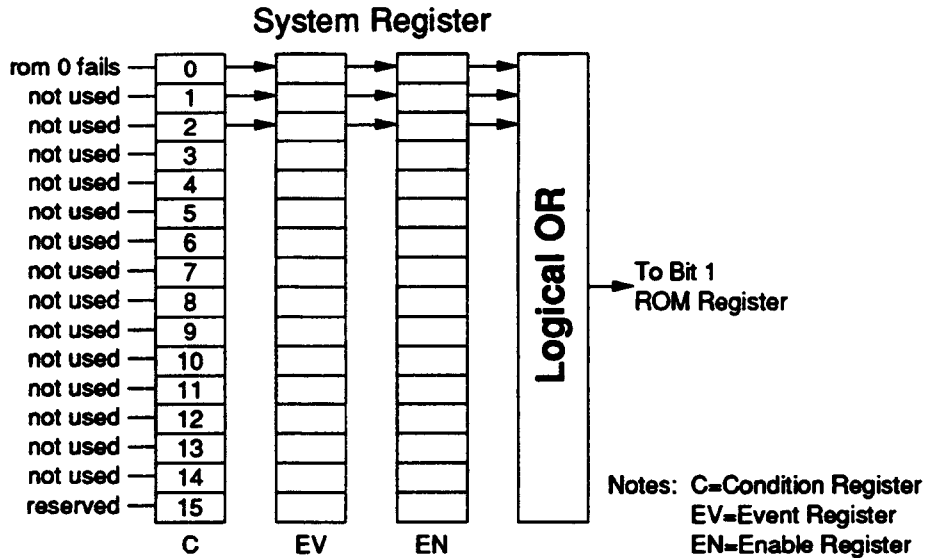 System Register
rom 0 fails 0
not used 1
not used 2
not used 3
not used 4
not used 5
not used 6
not used 7
not used 8
not used 9
not used 10
not used 11
not used 12
not used 13
not used 14
reserved 15
C EV EN
Logical OR
To Bit 1
ROM Register
Notes: C=Condition Register
EV=Event Register
EN=Enable Register